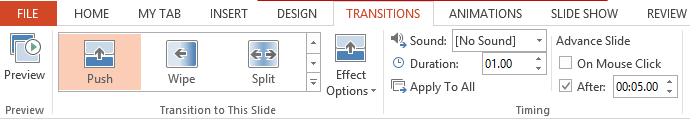 FILE HOME MY TAB INSERT DESIGN TRANSITIONS ANIMATIONS SLIDE SHOW REVIEW
Preview
Push Wipe Split
Effect
Options
Sound: [No Sound]
Duration: 01.00
Apply To All
Advance Slide
On Mouse Click
After: 00:05.00
Preview Transition to This Slide Timing